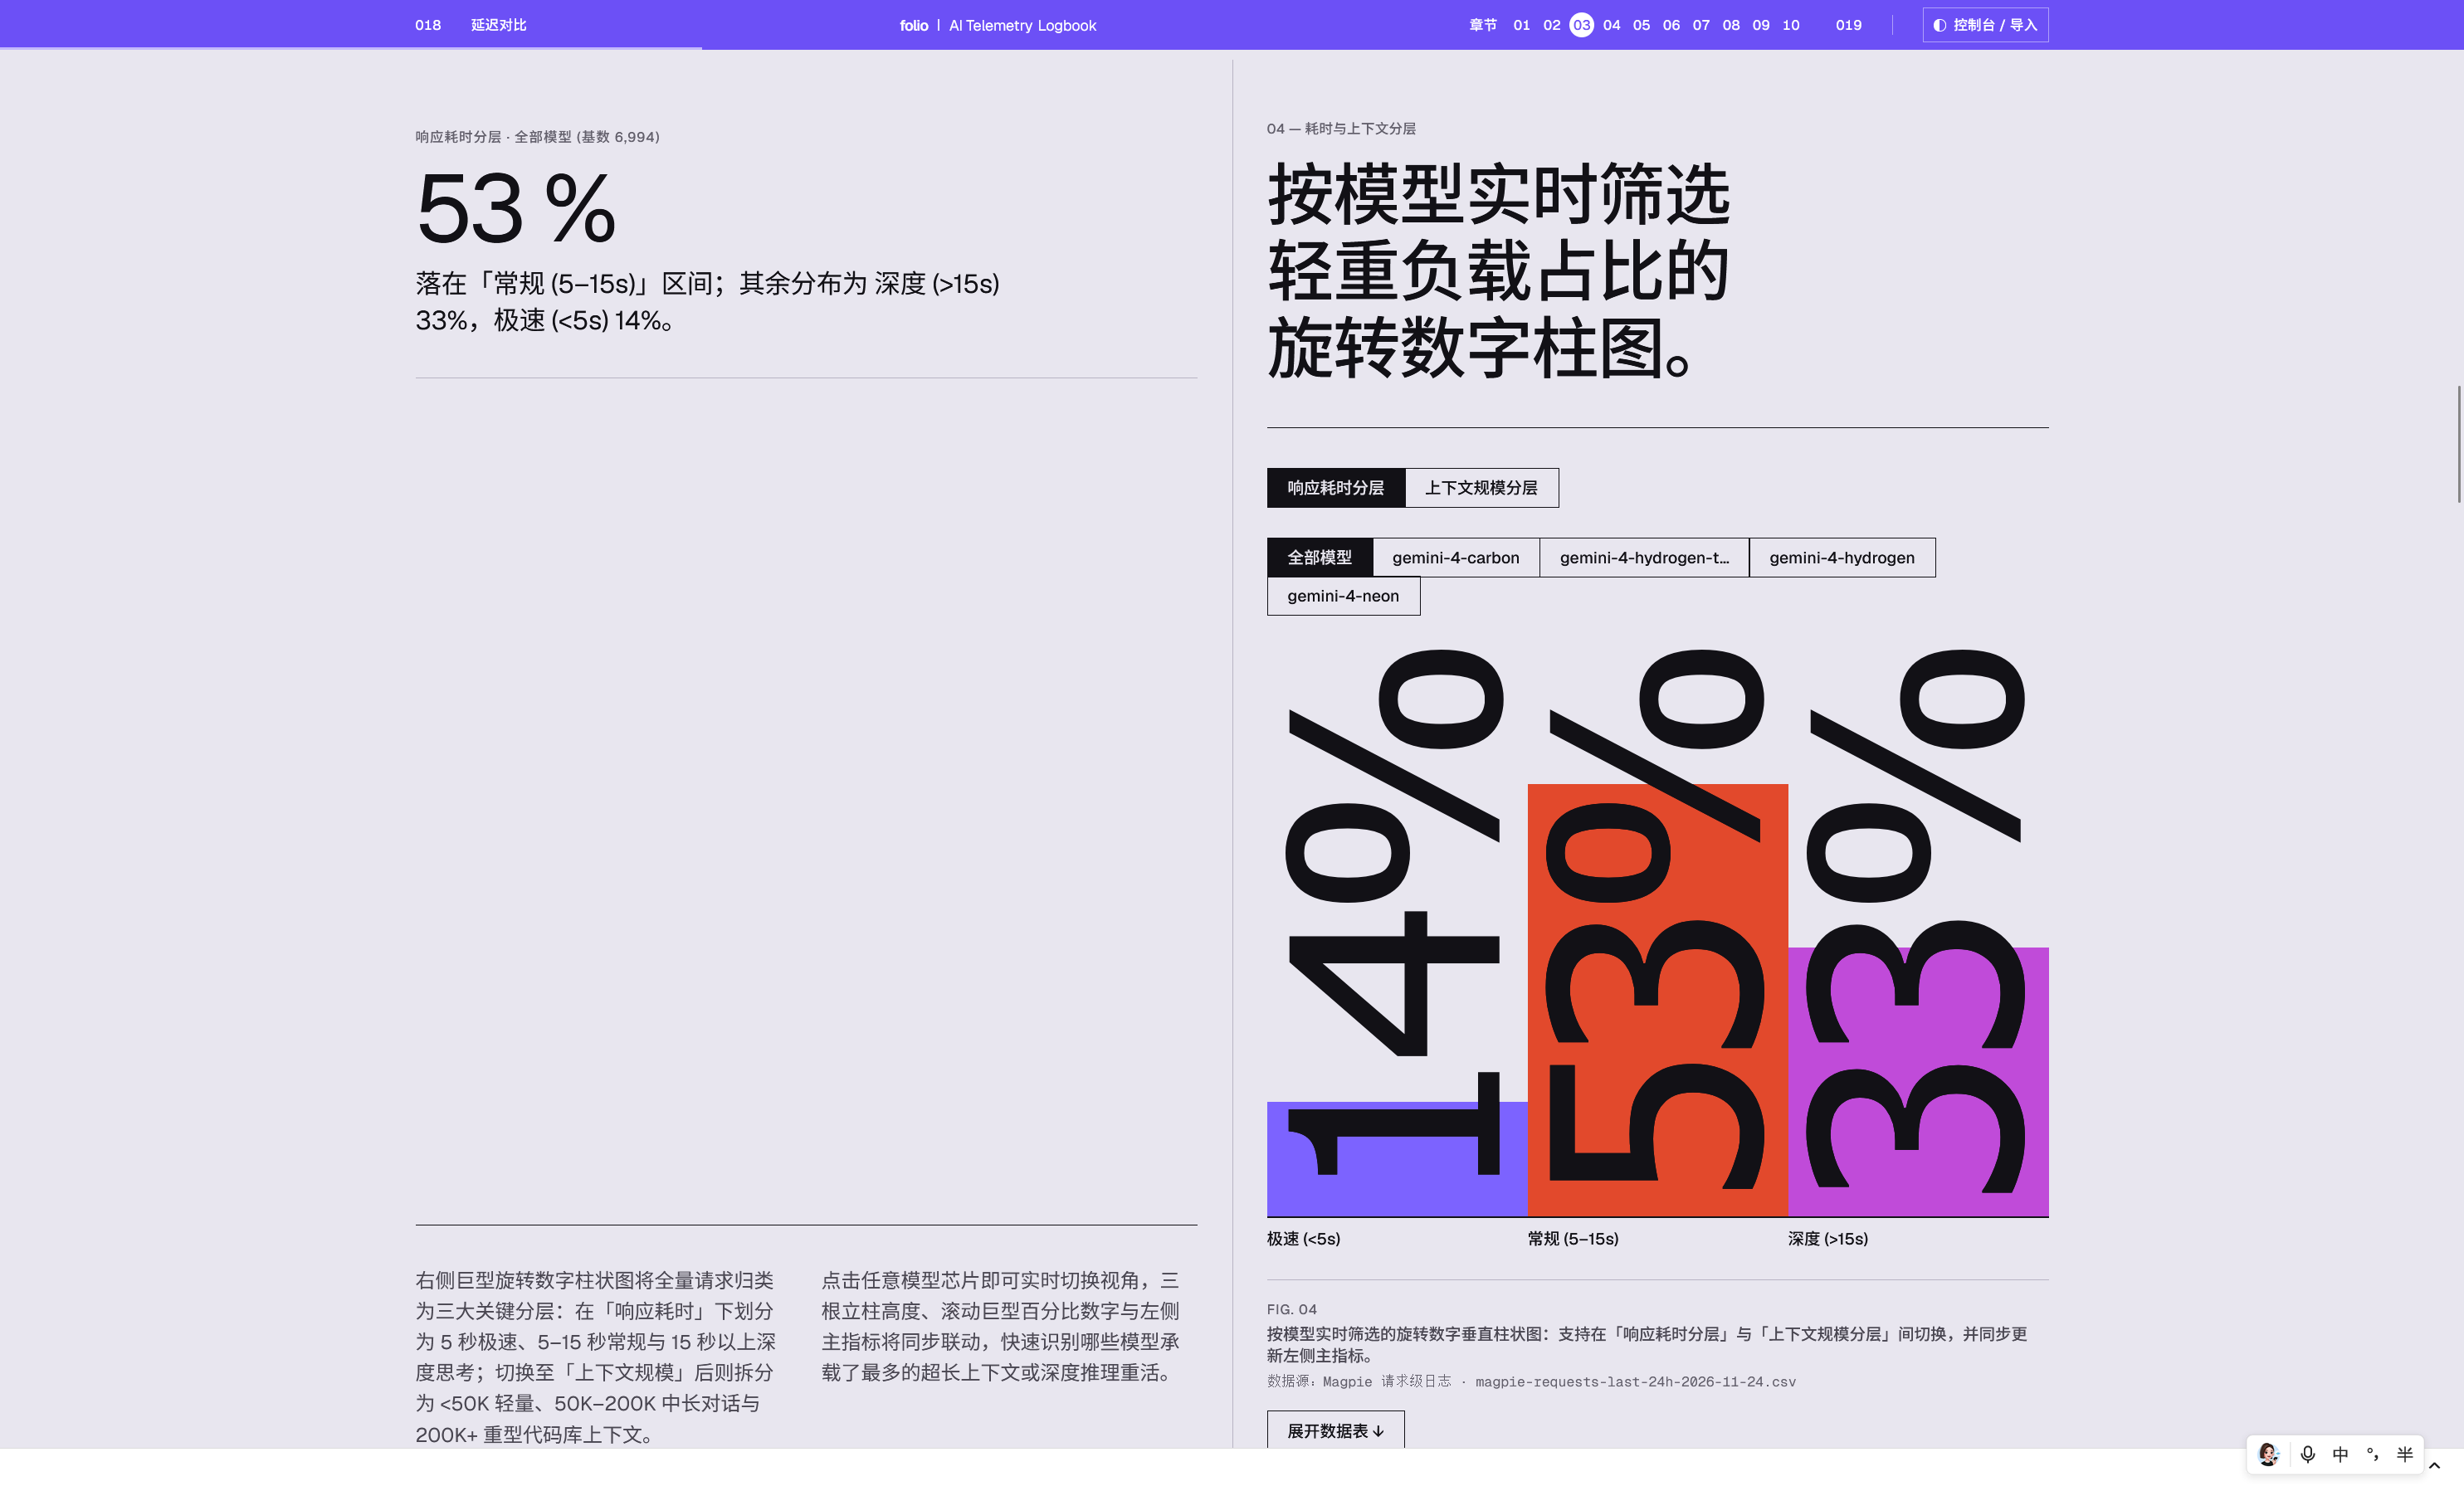 018 延迟对比
folio | AI Telemetry Logbook
章节 01 02 03 04 05 06 07 08 09 10 019
控制台 / 导入
响应耗时分层 · 全部模型 (基数 6,994)
53 %
落在「常规 (5–15s)」区间；其余分布为 深度 (>15s)
33%，极速 (<5s) 14%。
右侧巨型旋转数字柱状图将全量请求归类
为三大关键分层：在「响应耗时」下划分
为 5 秒极速、5–15 秒常规与 15 秒以上深
度思考；切换至「上下文规模」后则拆分
为 <50K 轻量、50K–200K 中长对话与
200K+ 重型代码库上下文。
点击任意模型芯片即可实时切换视角，三
根立柱高度、滚动巨型百分比数字与左侧
主指标将同步联动，快速识别哪些模型承
载了最多的超长上下文或深度推理重活。
04 — 耗时与上下文分层
按模型实时筛选
轻重负载占比的
旋转数字柱图。
响应耗时分层 上下文规模分层
全部模型 gemini-4-carbon gemini-4-hydrogen-t... gemini-4-hydrogen
gemini-4-neon
14%
53%
33%
极速 (<5s) 常规 (5–15s) 深度 (>15s)
FIG. 04
按模型实时筛选的旋转数字垂直柱状图：支持在「响应耗时分层」与「上下文规模分层」间切换，并同步更
新左侧主指标。
数据源：Magpie 请求级日志 · magpie-requests-last-24h-2026-11-24.csv
展开数据表 ↓
中 °, 半